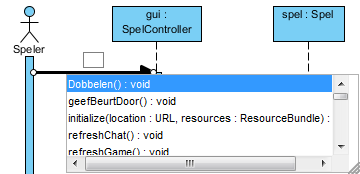 gui :
SpelController
spel : Spel
Speler
Dobbelen() : void
geefBeurtDoor() : void
initialize(location : URL, resources : ResourceBundle) :
refreshChat() : void
refreshGame() : void